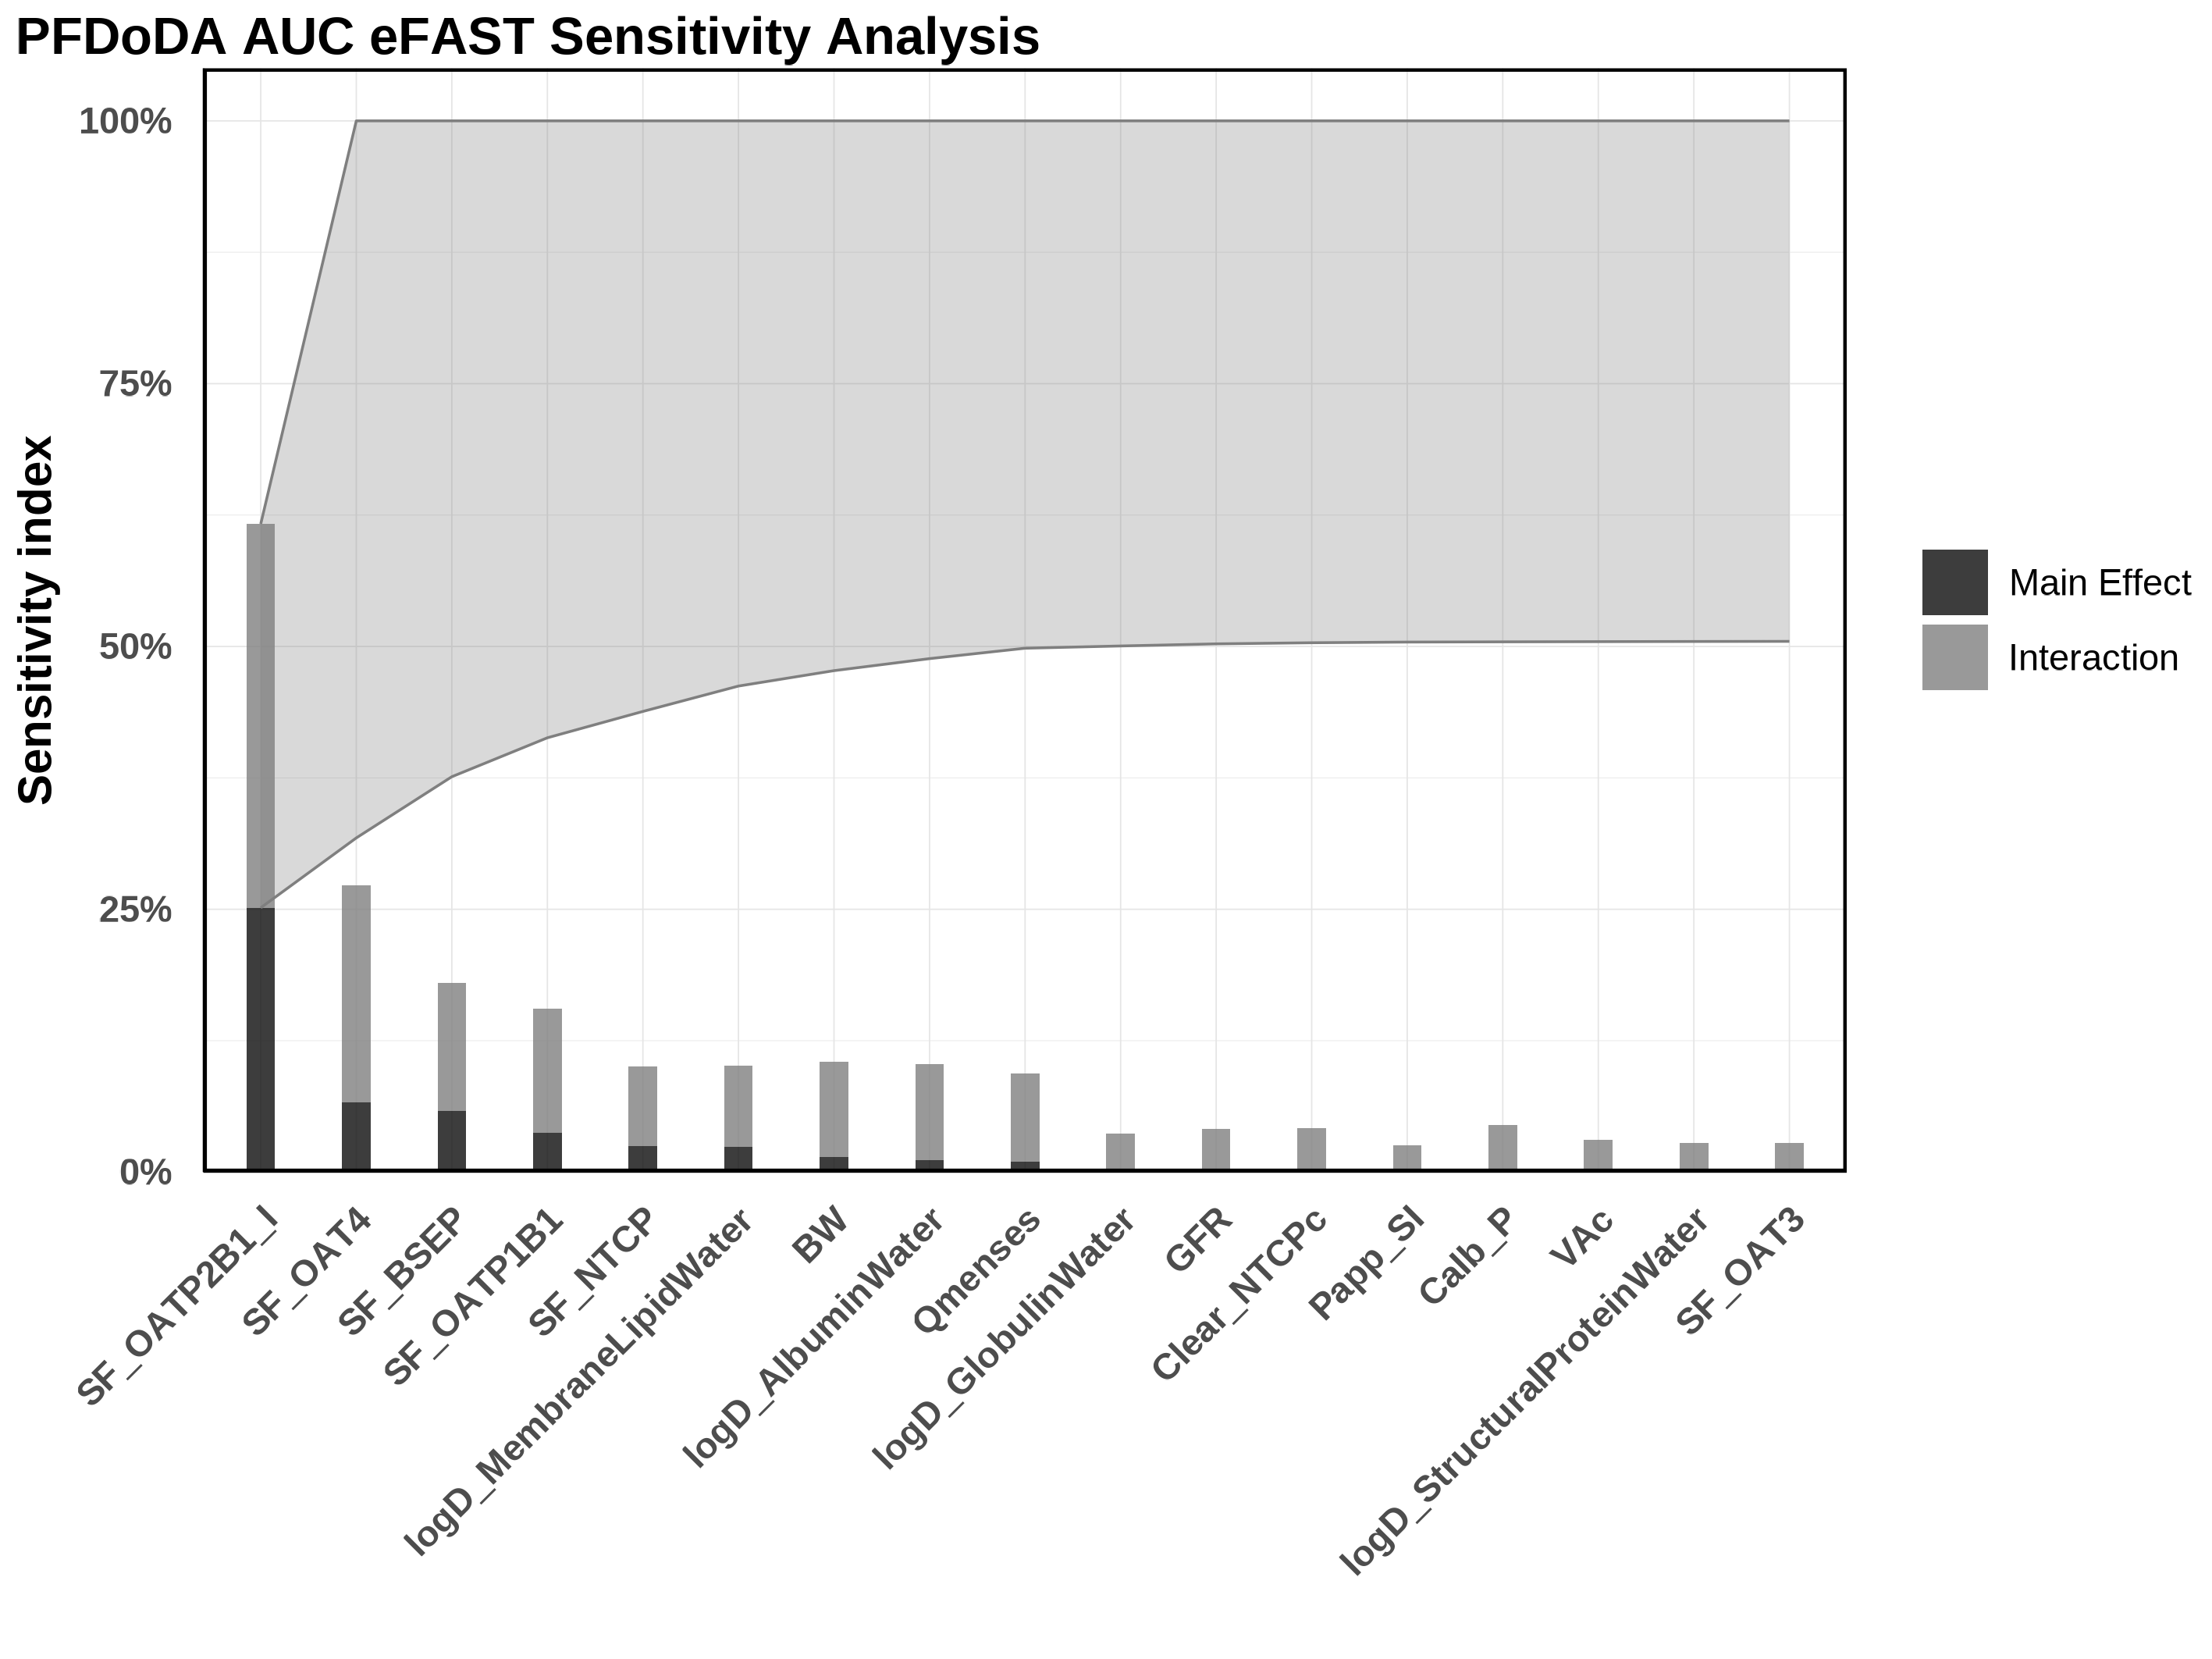 PFDoDA AUC eFAST Sensitivity Analysis
Sensitivity index
100%
75%
50%
25%
0%
SF_OATP2B1_I
SF_OAT4
SF_BSEP
SF_OATP1B1
SF_NTCP
logD_MembraneLipidWater
BW
logD_AlbuminWater
Qmenses
logD_GlobulinWater
GFR
Clear_NTCPc
Papp_SI
Calb_P
VAc
logD_StructuralProteinWater
SF_OAT3
Main Effect
Interaction